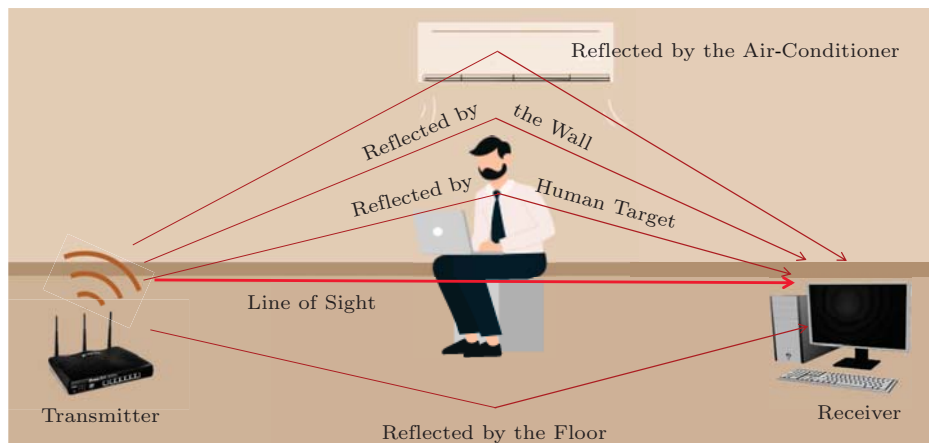 Reflected by the Air-Conditioner
Reflected by the Wall
Reflected by Human Target
Line of Sight
Transmitter
Receiver
Reflected by the Floor